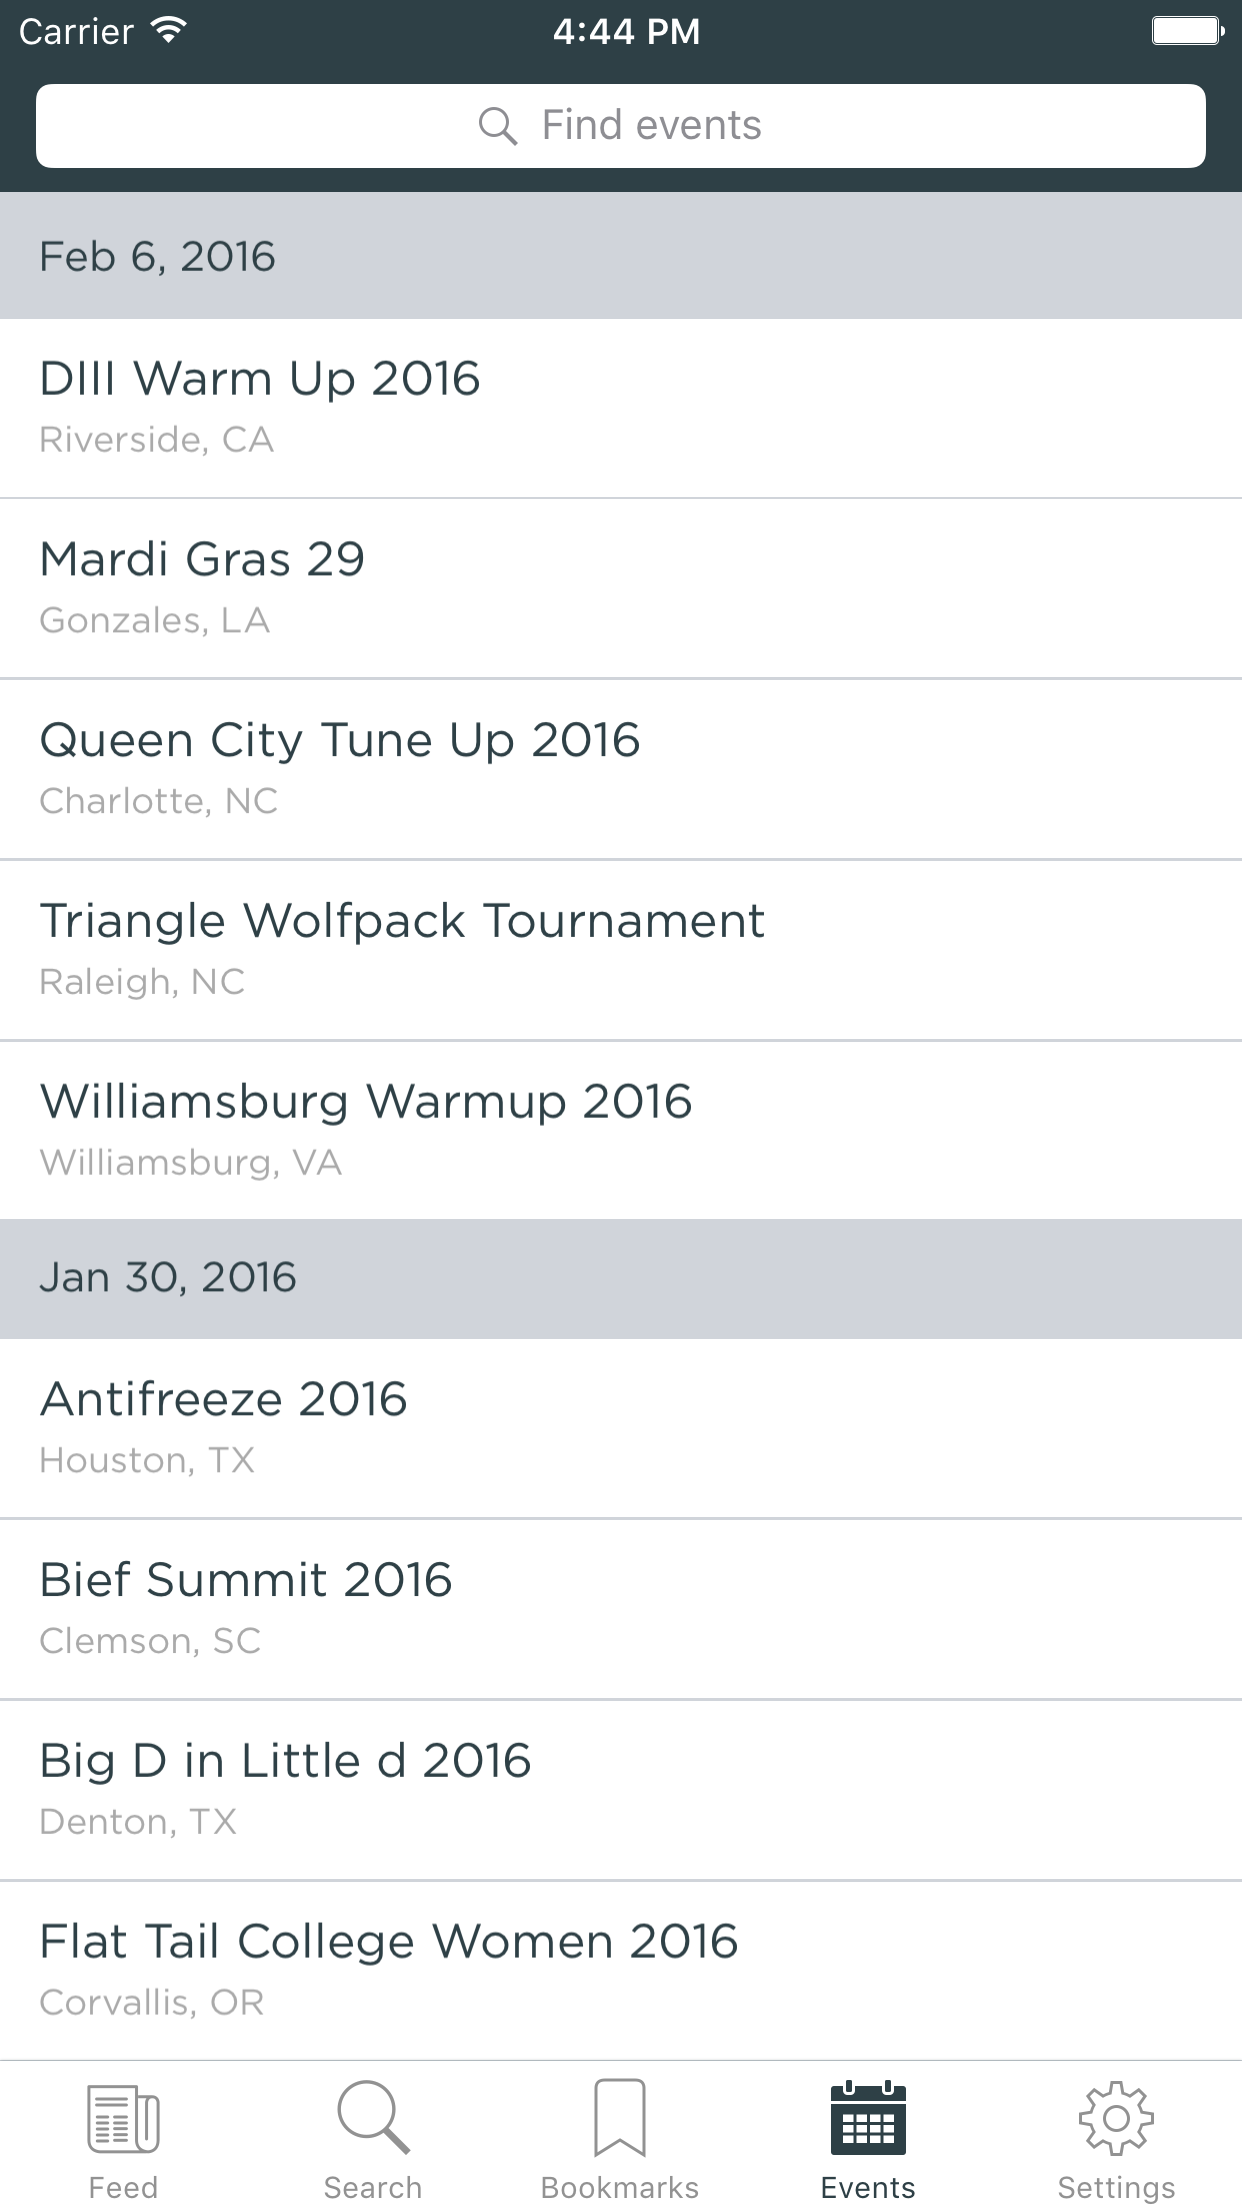 Carrier 4:44 PM
Find events
Feb 6, 2016
DIII Warm Up 2016
Riverside, CA
Mardi Gras 29
Gonzales, LA
Queen City Tune Up 2016
Charlotte, NC
Triangle Wolfpack Tournament
Raleigh, NC
Williamsburg Warmup 2016
Williamsburg, VA
Jan 30, 2016
Antifreeze 2016
Houston, TX
Bief Summit 2016
Clemson, SC
Big D in Little d 2016
Denton, TX
Flat Tail College Women 2016
Corvallis, OR
Feed Search Bookmarks Events Settings